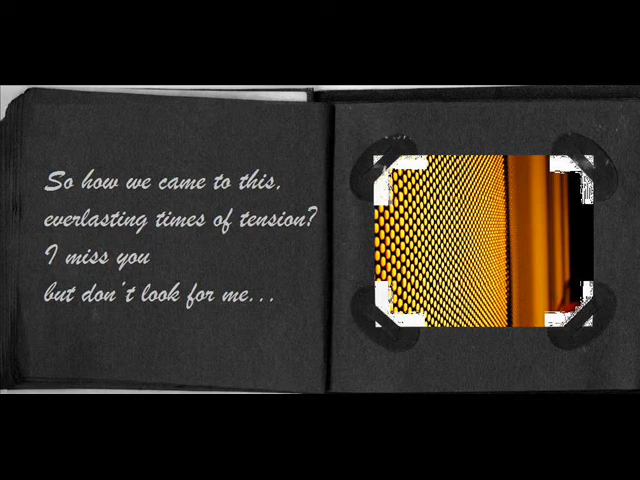 So how we came to this,
everlasting times of tension?
I miss you
but don't look for me...